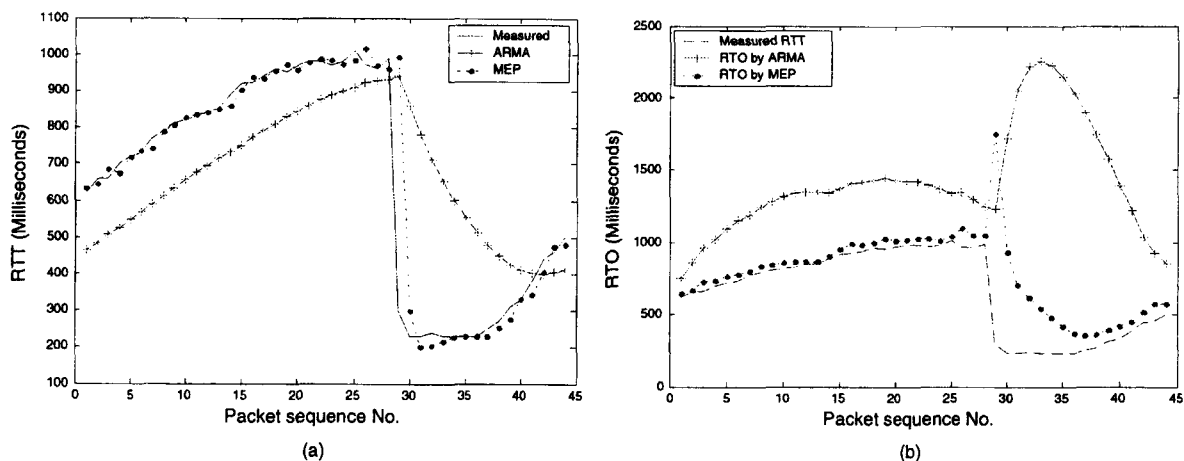 1100
1000
900
800
700
600
500
400
300
200
100
RTT (Milliseconds)
Measured
ARMA
MEP
0 5 10 15 20 25 30 35 40 45
Packet sequence No.
(a)
2500
2000
1500
1000
500
0
RTO (Milliseconds)
Measured RTT
RTO by ARMA
RTO by MEP
0 5 10 15 20 25 30 35 40 45
Packet sequence No.
(b)